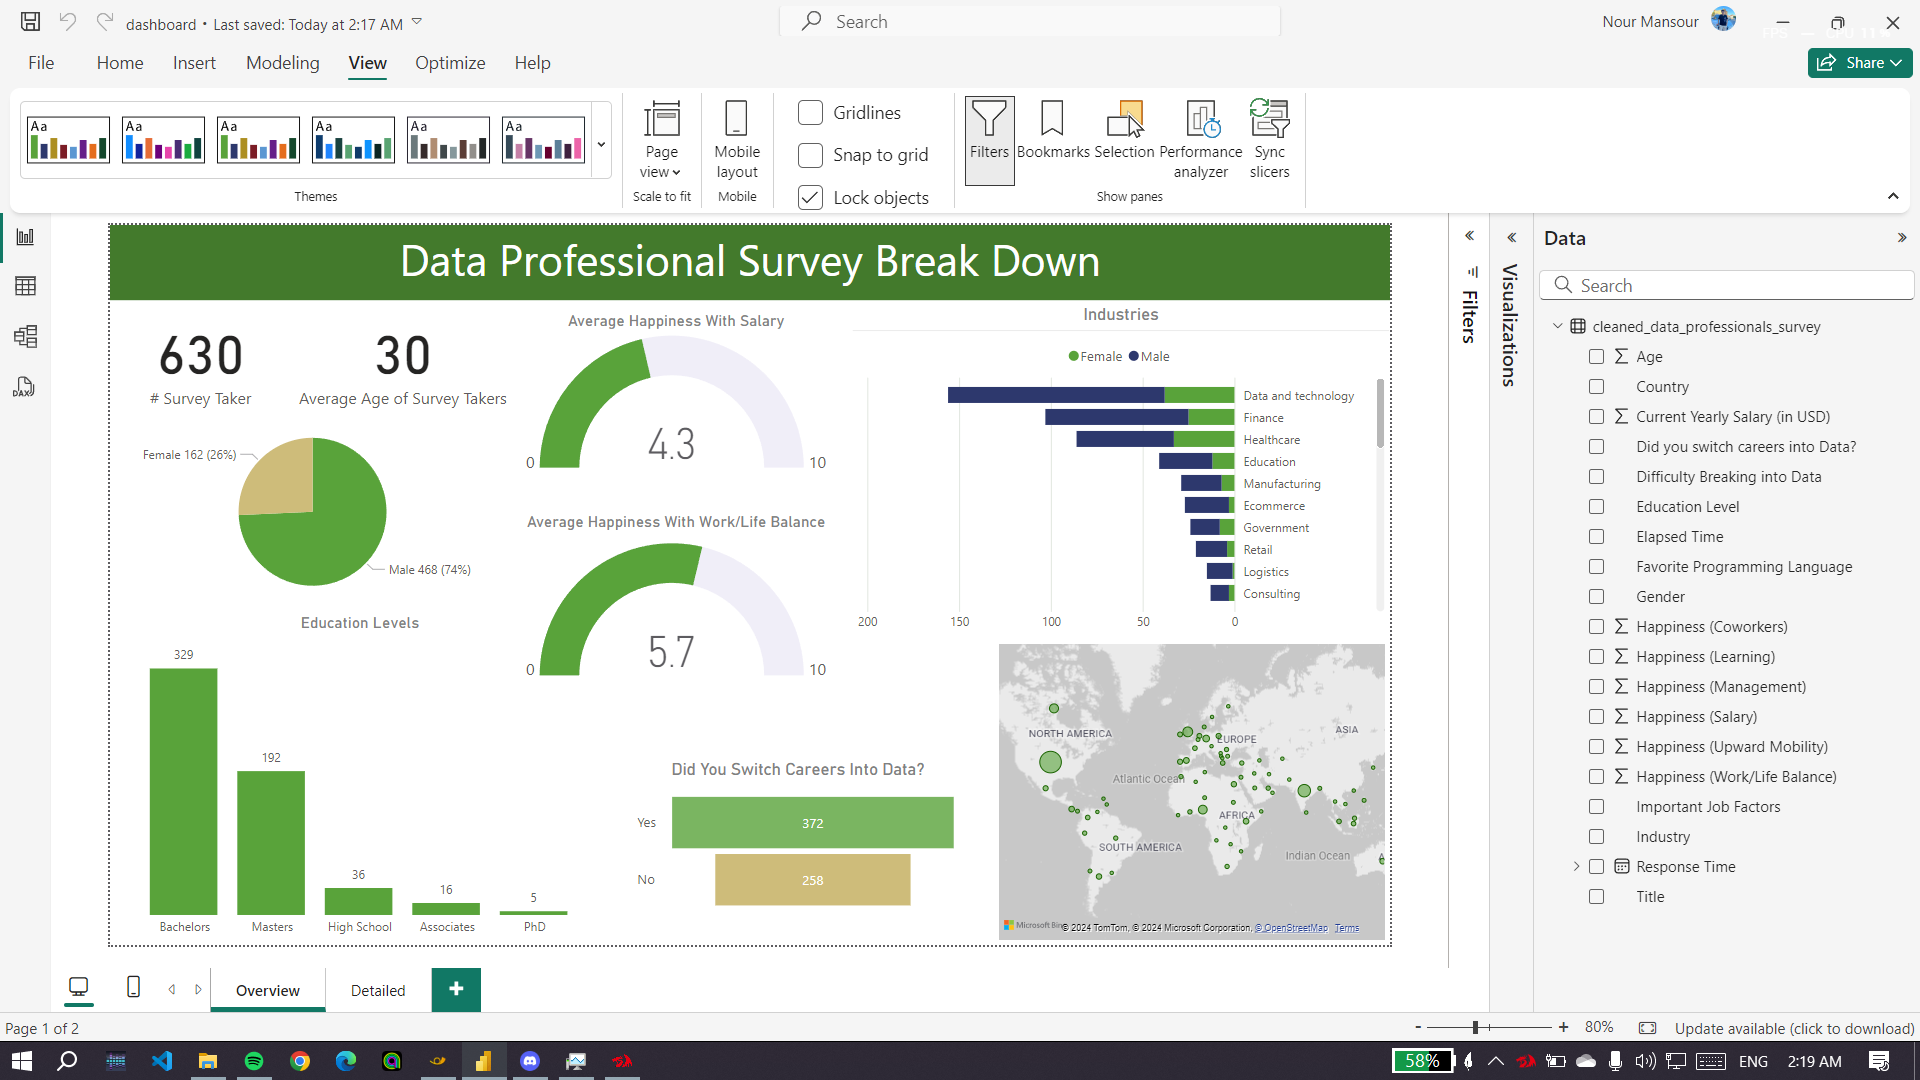 dashboard • Last saved: Today at 2:17 AM
Search
Nour Mansour
File Home Insert Modeling View Optimize Help
Share
Aa Aa Aa Aa Aa Aa
Themes
Page view
Scale to fit
Mobile layout
Mobile
Gridlines
Snap to grid
Lock objects
Filters
Bookmarks
Selection
Performance analyzer
Sync slicers
Show panes
Data Professional Survey Break Down
630
# Survey Taker
30
Average Age of Survey Takers
Female 162 (26%)
Male 468 (74%)
Average Happiness With Salary
4.3
0 10
Average Happiness With Work/Life Balance
5.7
0 10
Industries
Female Male
Data and technology
Finance
Healthcare
Education
Manufacturing
Ecommerce
Government
Retail
Logistics
Consulting
200 150 100 50 0
Education Levels
329
192
36
16
5
Bachelors Masters High School Associates PhD
Did You Switch Careers Into Data?
Yes 372
No 258
NORTH AMERICA
EUROPE
ASIA
Atlantic Ocean
AFRICA
SOUTH AMERICA
Indian Ocean
A
Microsoft Bing
© 2024 TomTom, © 2024 Microsoft Corporation, © OpenStreetMap Terms
Filters
Visualizations
Data
Search
cleaned_data_professionals_survey
Age
Country
Current Yearly Salary (in USD)
Did you switch careers into Data?
Difficulty Breaking into Data
Education Level
Elapsed Time
Favorite Programming Language
Gender
Happiness (Coworkers)
Happiness (Learning)
Happiness (Management)
Happiness (Salary)
Happiness (Upward Mobility)
Happiness (Work/Life Balance)
Important Job Factors
Industry
Response Time
Title
DAX
Overview Detailed +
Page 1 of 2
- + 80%
Update available (click to download)
58%
ENG
2:19 AM